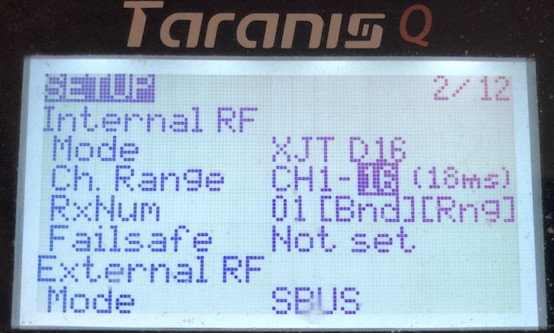 Taranis Q
SETUP 2/12
Internal RF
Mode XJT D16
Ch. Range CH1-16 (18ms)
RxNum 01 [Bnd][Rng]
Failsafe Not set
External RF
Mode SBUS